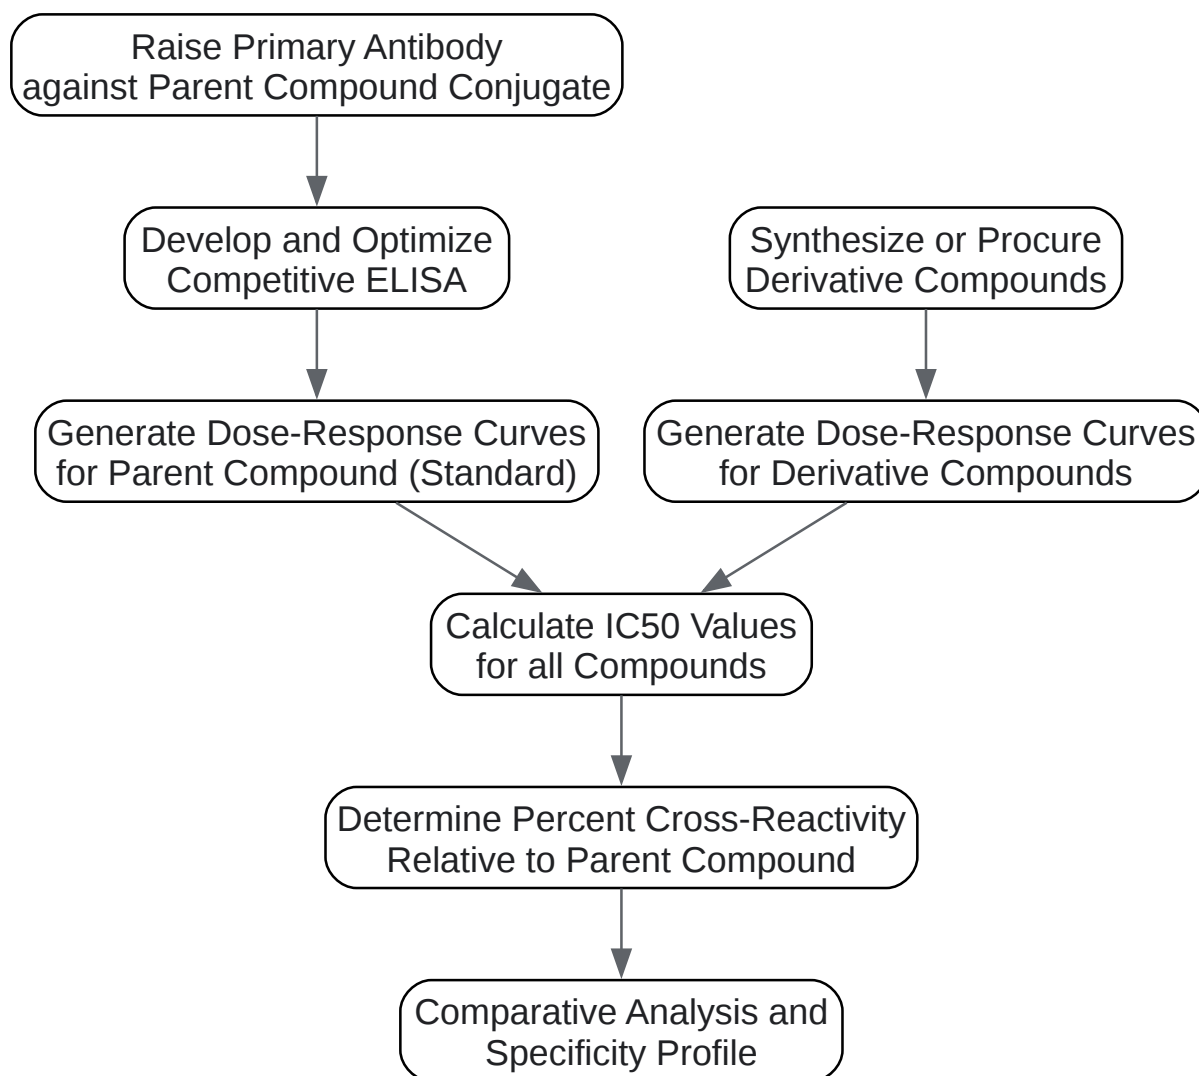 Raise Primary Antibody
against Parent Compound Conjugate
Develop and Optimize
Competitive ELISA
Synthesize or Procure
Derivative Compounds
Generate Dose-Response Curves
for Parent Compound (Standard)
Generate Dose-Response Curves
for Derivative Compounds
Calculate IC50 Values
for all Compounds
Determine Percent Cross-Reactivity
Relative to Parent Compound
Comparative Analysis and
Specificity Profile